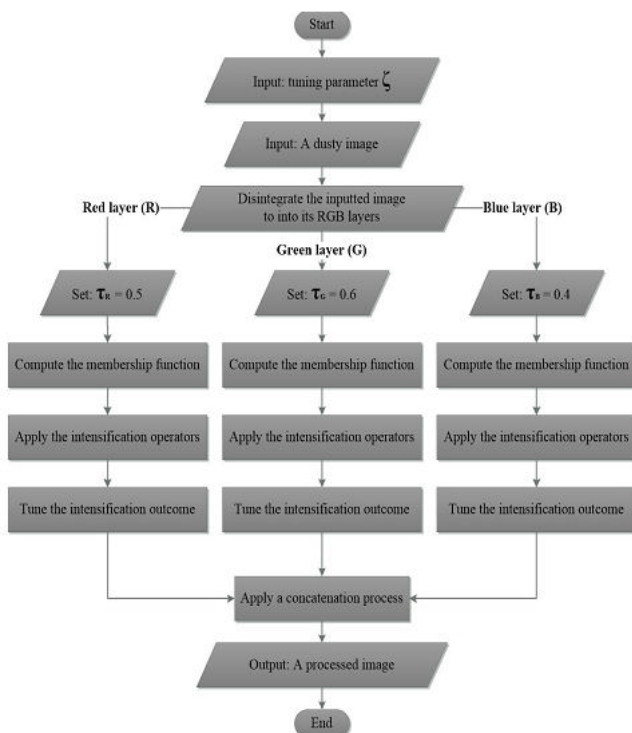 Start
Input: tuning parameter ζ
Input: A dusty image
Disintegrate the inputted image
to into its RGB layers
Red layer (R)
Blue layer (B)
Green layer (G)
Set: τR = 0.5
Set: τG = 0.6
Set: τB = 0.4
Compute the membership function
Compute the membership function
Compute the membership function
Apply the intensification operators
Apply the intensification operators
Apply the intensification operators
Tune the intensification outcome
Tune the intensification outcome
Tune the intensification outcome
Apply a concatenation process
Output: A processed image
End